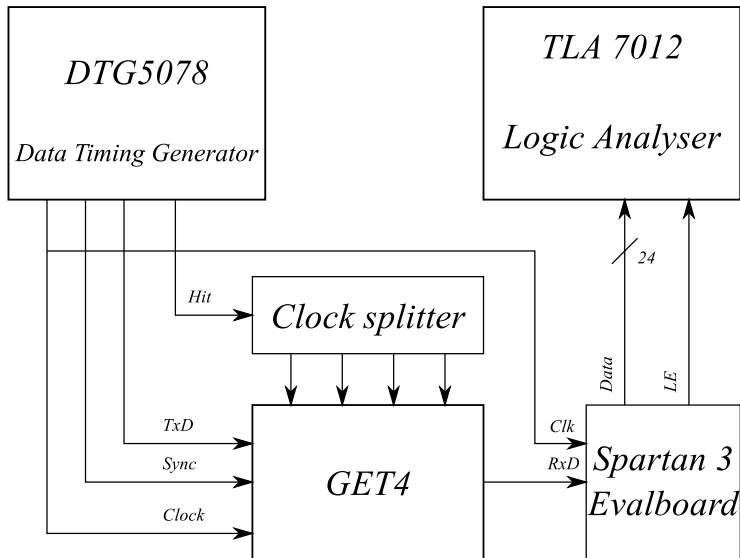 DTG5078
Data Timing Generator
TLA 7012
Logic Analyser
24
Hit
Clock splitter
Data
LE
TxD
Sync
Clock
GET4
Clk
RxD
Spartan 3
Evalboard